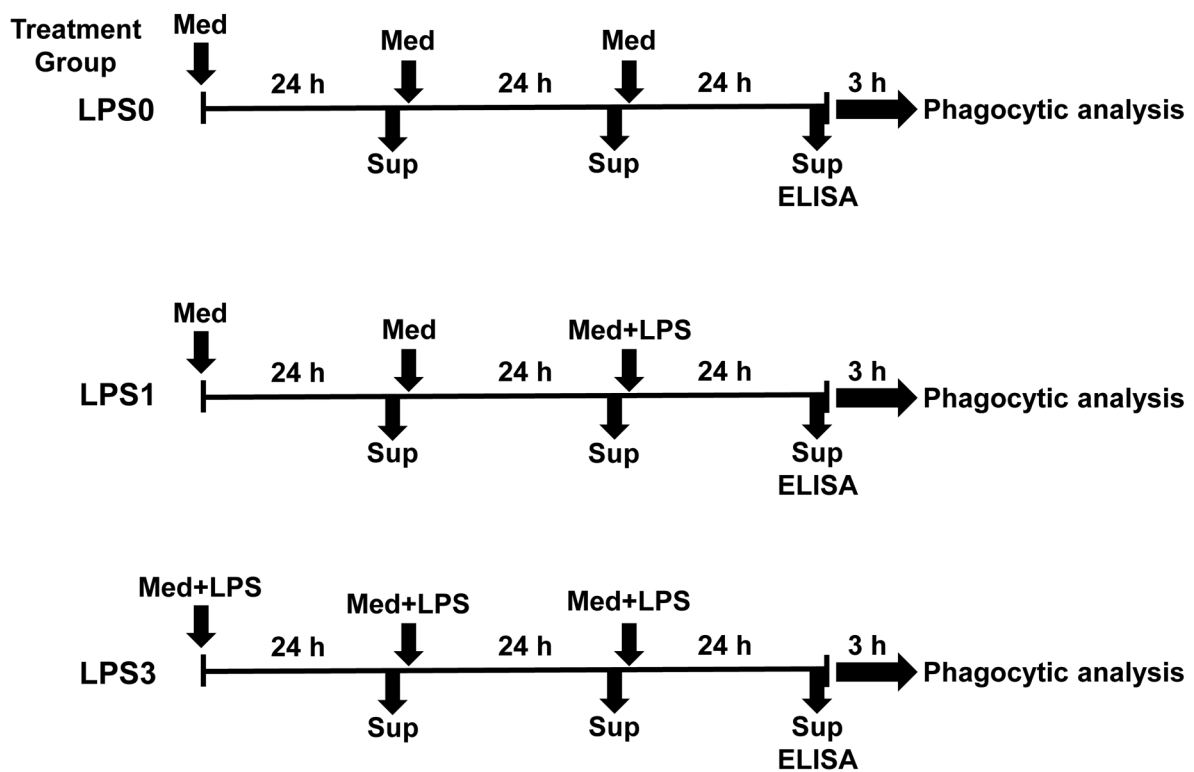 Treatment
Group
Med
Med
Med
24 h
24 h
24 h
3 h
LPS0
Phagocytic analysis
Sup
Sup
Sup
ELISA
Med
Med
Med+LPS
24 h
24 h
24 h
3 h
LPS1
Phagocytic analysis
Sup
Sup
Sup
ELISA
Med+LPS
Med+LPS
Med+LPS
24 h
24 h
24 h
3 h
LPS3
Phagocytic analysis
Sup
Sup
Sup
ELISA